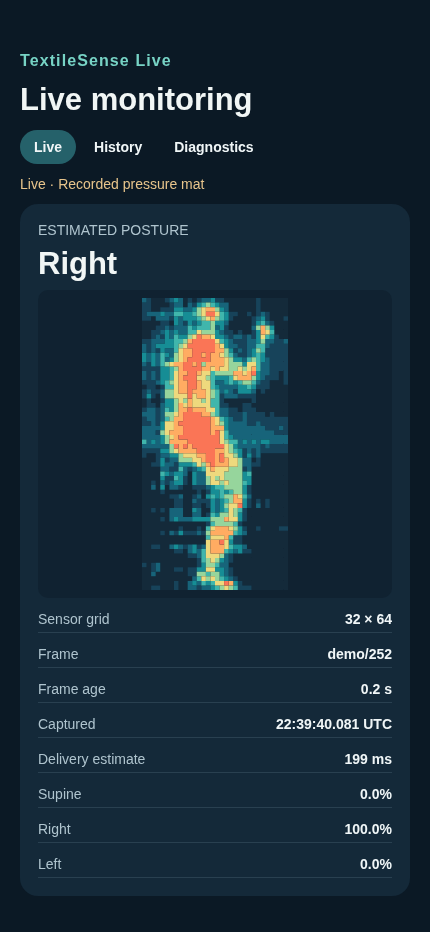 TextileSense Live
Live monitoring
Live History Diagnostics
Live · Recorded pressure mat
ESTIMATED POSTURE
Right
Sensor grid 32 × 64
Frame demo/252
Frame age 0.2 s
Captured 22:39:40.081 UTC
Delivery estimate 199 ms
Supine 0.0%
Right 100.0%
Left 0.0%